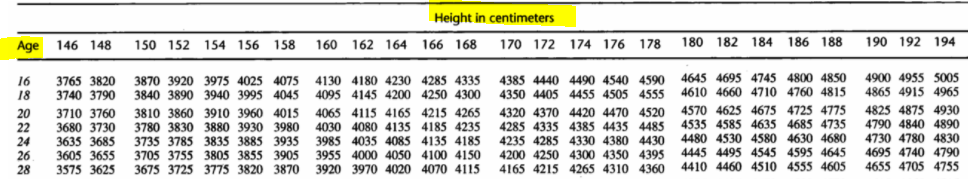 Height in centimeters
Age 146 148 150 152 154 156 158 160 162 164 166 168 170 172 174 176 178 180 182 184 186 188 190 192 194
16 3765 3820 3870 3920 3975 4025 4075 4130 4180 4230 4285 4335 4385 4440 4490 4540 4590 4645 4695 4745 4800 4850 4900 4955 5005
18 3740 3790 3840 3890 3940 3995 4045 4095 4145 4200 4250 4300 4350 4405 4455 4505 4555 4610 4660 4710 4760 4815 4865 4915 4965
20 3710 3760 3810 3860 3910 3960 4015 4065 4115 4165 4215 4265 4320 4370 4420 4470 4520 4570 4625 4675 4725 4775 4825 4875 4930
22 3680 3730 3780 3830 3880 3930 3980 4030 4080 4135 4185 4235 4285 4335 4385 4435 4485 4535 4585 4635 4685 4735 4790 4840 4890
24 3635 3685 3735 3785 3835 3885 3935 3985 4035 4085 4135 4185 4235 4285 4330 4380 4430 4480 4530 4580 4630 4680 4730 4780 4830
26 3605 3655 3705 3755 3805 3855 3905 3955 4000 4050 4100 4150 4200 4250 4300 4350 4395 4445 4495 4545 4595 4645 4695 4740 4790
28 3575 3625 3675 3725 3775 3820 3870 3920 3970 4020 4070 4115 4165 4215 4265 4310 4360 4410 4460 4510 4555 4605 4655 4705 4755